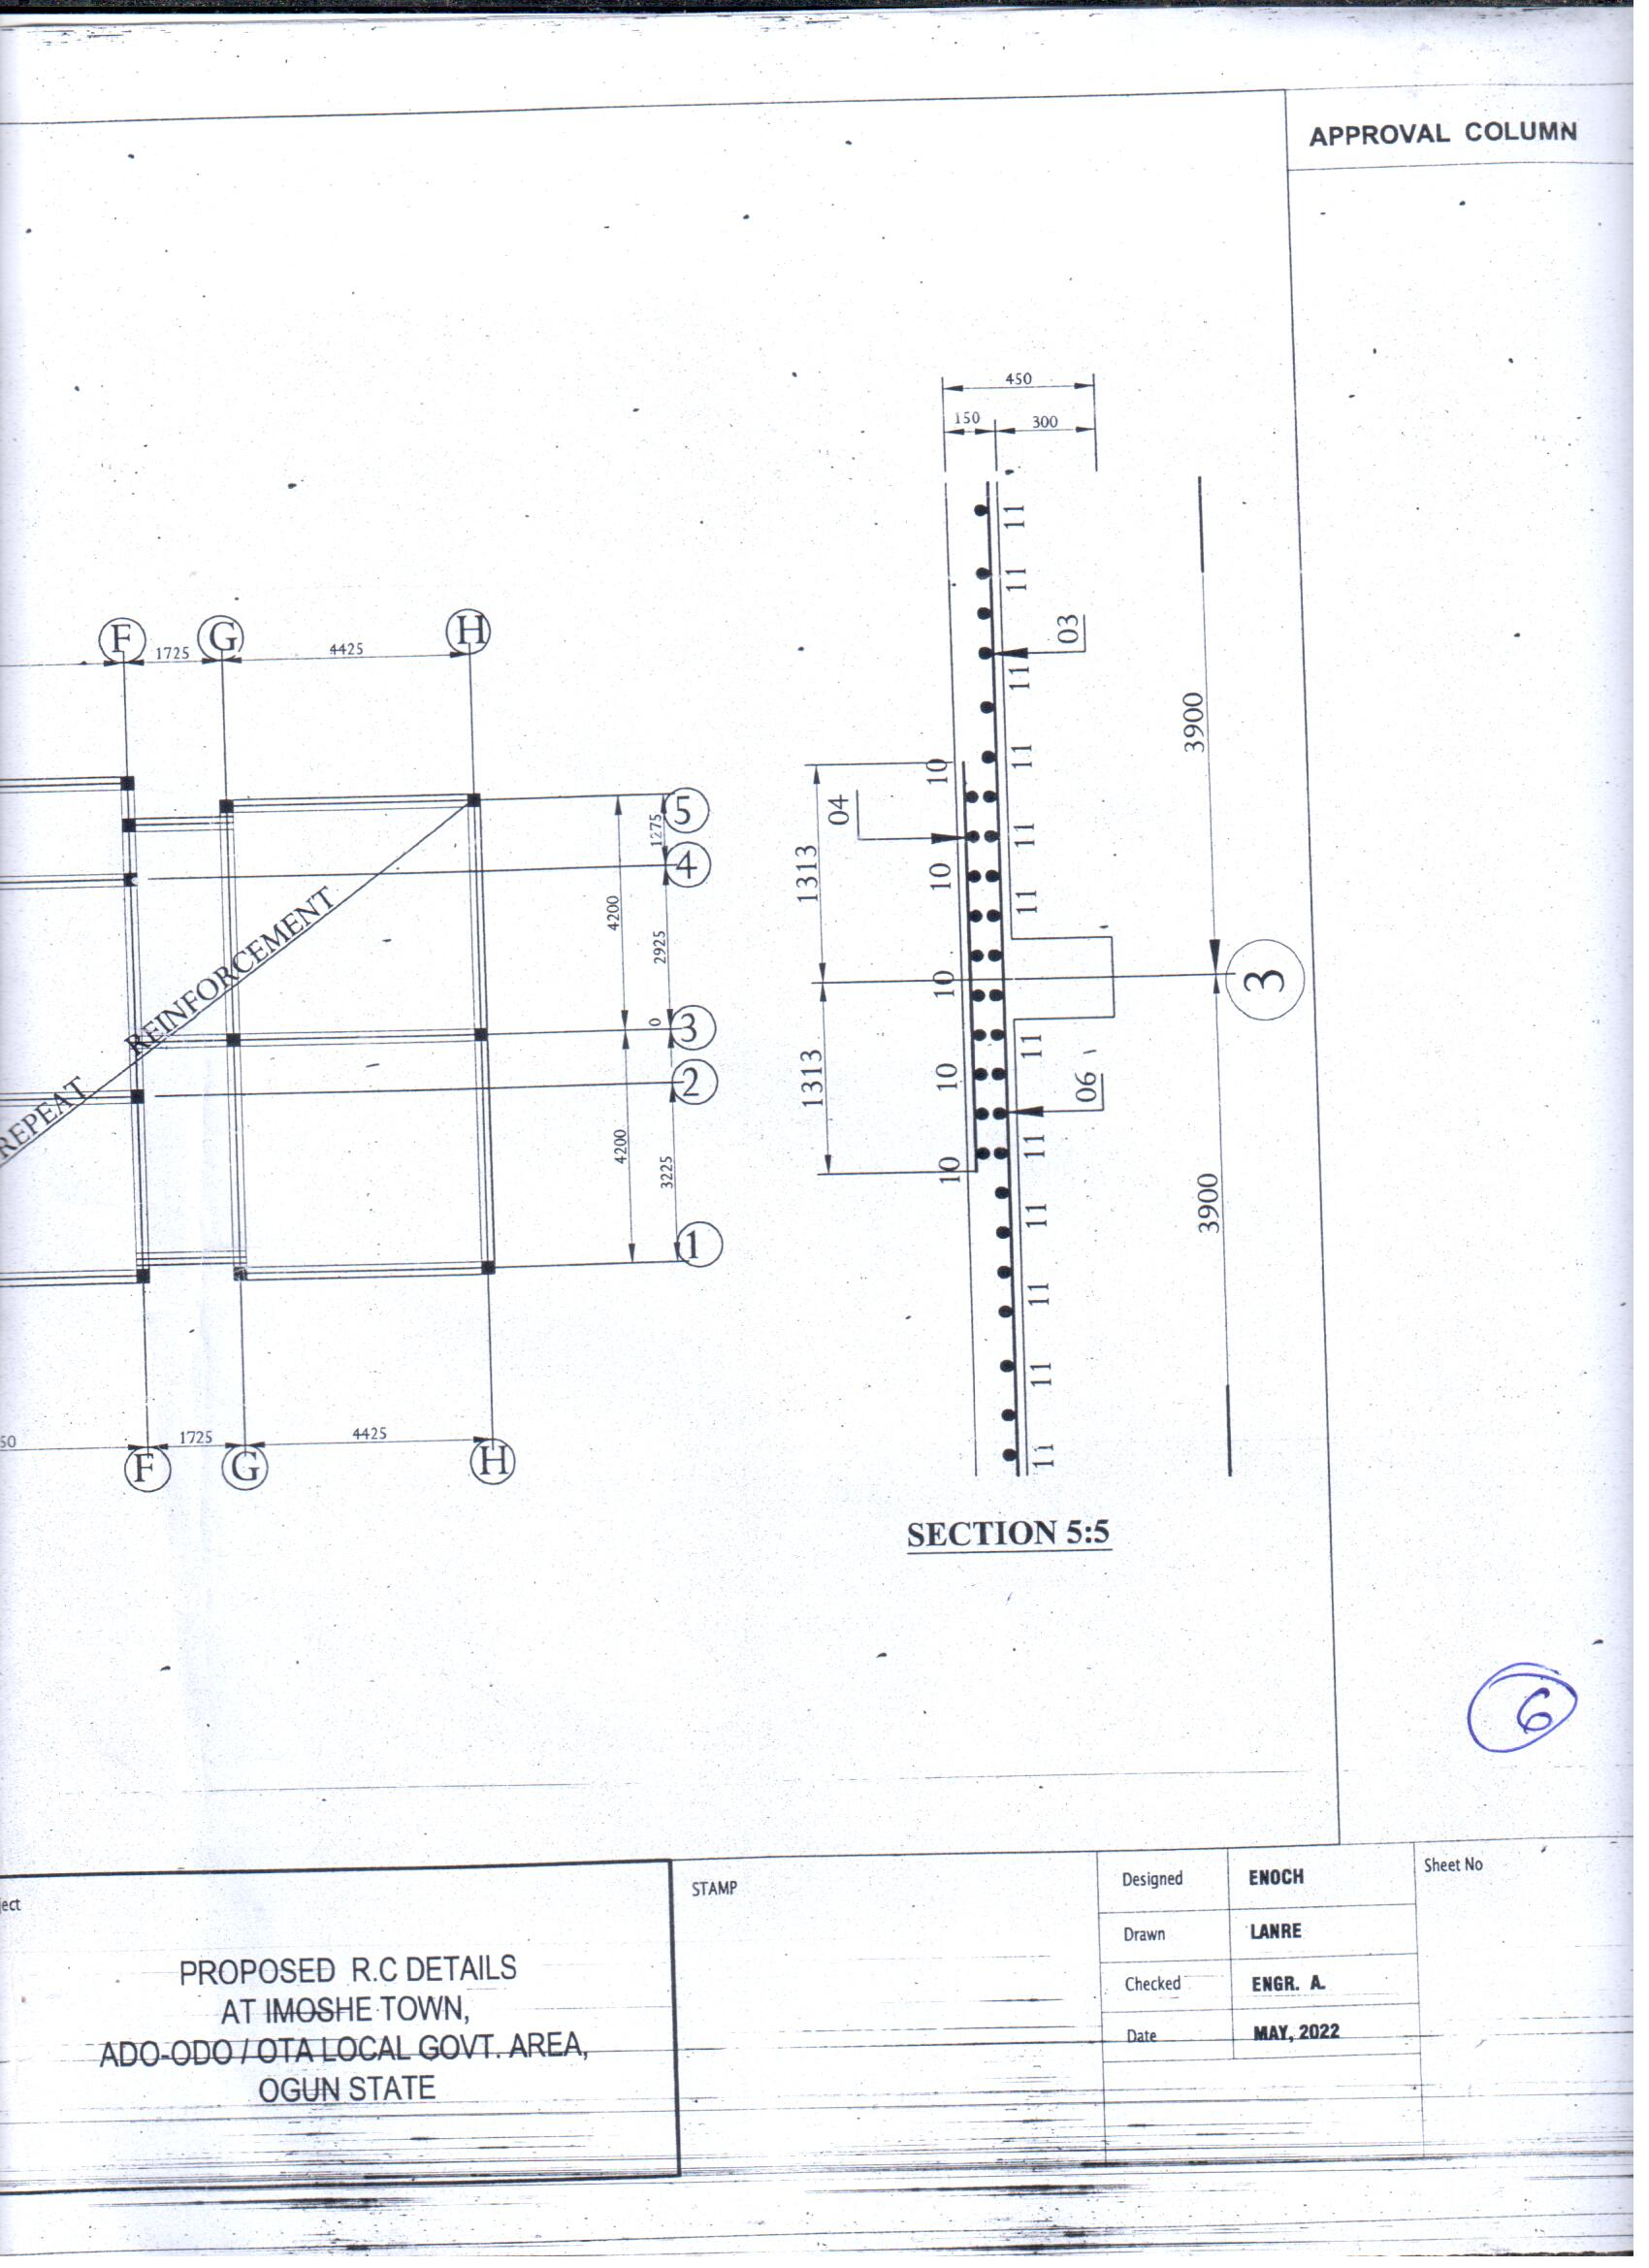 APPROVAL COLUMN
450
150
300
11
11
03
11
11
3900
10
04
11
1313
10
11
10
3
11
1313
10
06
11
10
11
3900
11
11
11
SECTION 5:5
F
1725
G
4425
H
5
1275
4
4200
2925
REINFORCEMENT
0
3
REPEAT
2
4200
3225
1
50
1725
4425
F
G
H
6
ject
PROPOSED R.C DETAILS
AT IMOSHE TOWN,
ADO-ODO / OTA LOCAL GOVT. AREA,
OGUN STATE
STAMP
Designed ENOCH
Drawn LANRE
Checked ENGR. A.
Date MAY, 2022
Sheet No